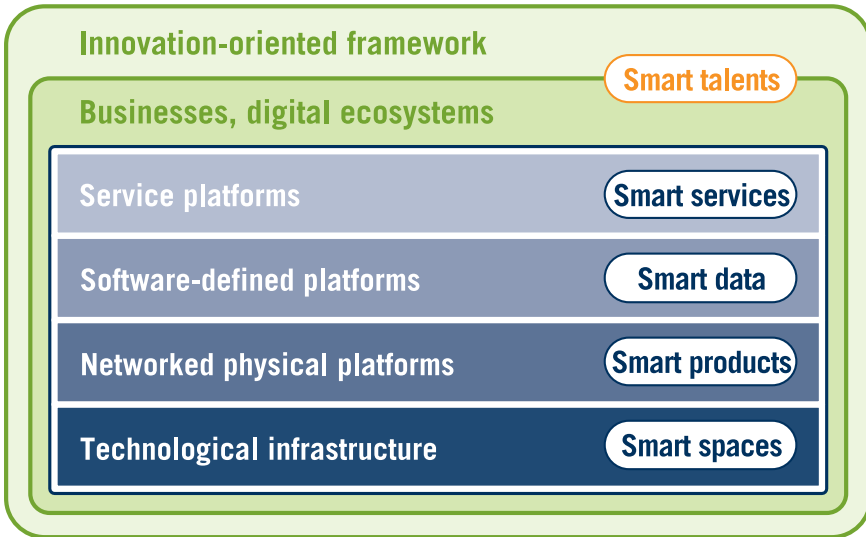 Innovation-oriented framework
Smart talents
Businesses, digital ecosystems
Service platforms
Smart services
Software-defined platforms
Smart data
Networked physical platforms
Smart products
Technological infrastructure
Smart spaces